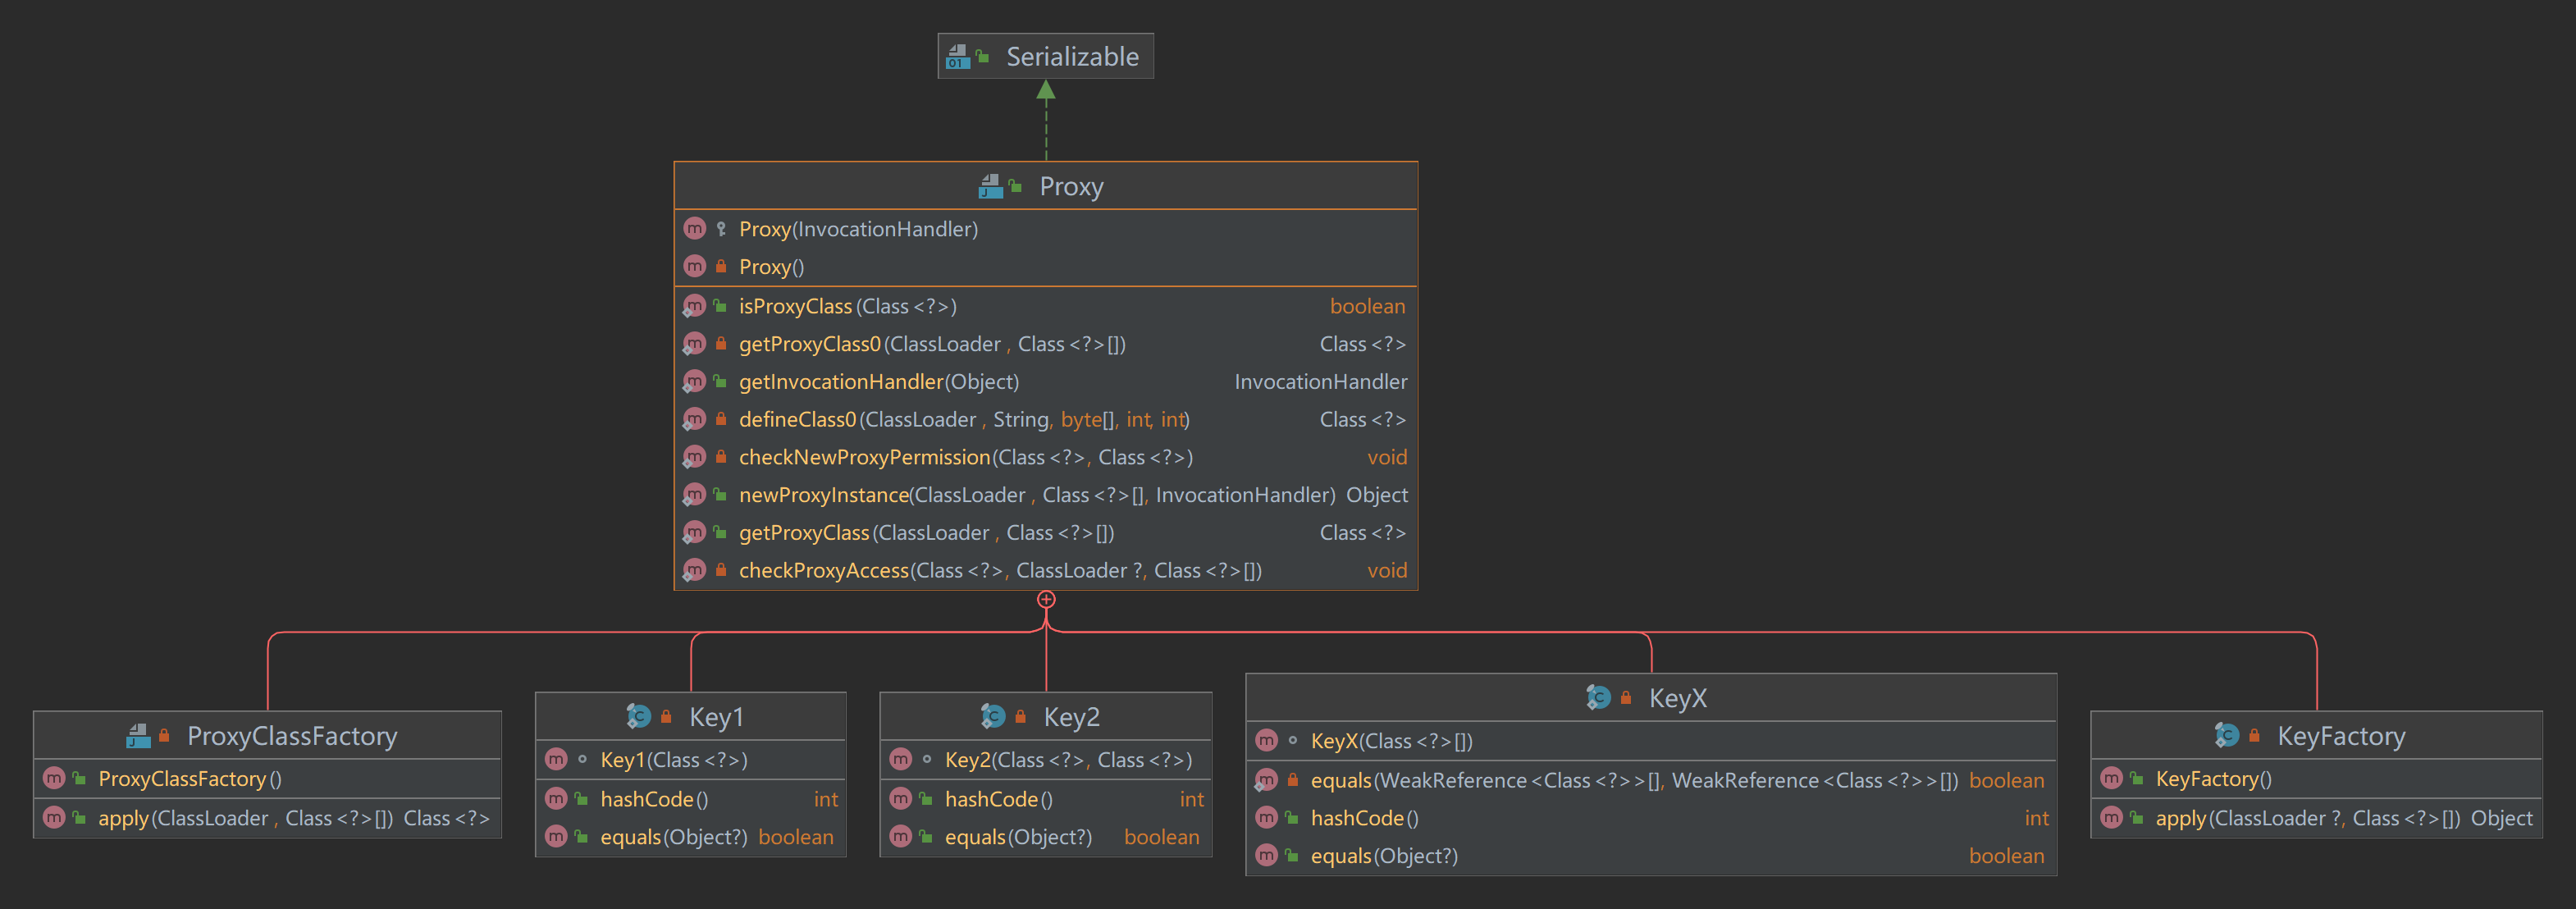 Serializable
Proxy
Proxy(InvocationHandler)
Proxy()
isProxyClass(Class<?>) boolean
getProxyClass0(ClassLoader, Class<?>[]) Class<?>
getInvocationHandler(Object) InvocationHandler
defineClass0(ClassLoader, String, byte[], int, int) Class<?>
checkNewProxyPermission(Class<?>, Class<?>) void
newProxyInstance(ClassLoader, Class<?>[], InvocationHandler) Object
getProxyClass(ClassLoader, Class<?>[]) Class<?>
checkProxyAccess(Class<?>, ClassLoader?, Class<?>[]) void
ProxyClassFactory
ProxyClassFactory()
apply(ClassLoader, Class<?>[]) Class<?>
Key1
Key1(Class<?>)
hashCode() int
equals(Object?) boolean
Key2
Key2(Class<?>, Class<?>)
hashCode() int
equals(Object?) boolean
KeyX
KeyX(Class<?>[])
equals(WeakReference<Class<?>>[], WeakReference<Class<?>>[]) boolean
hashCode() int
equals(Object?) boolean
KeyFactory
KeyFactory()
apply(ClassLoader?, Class<?>[]) Object